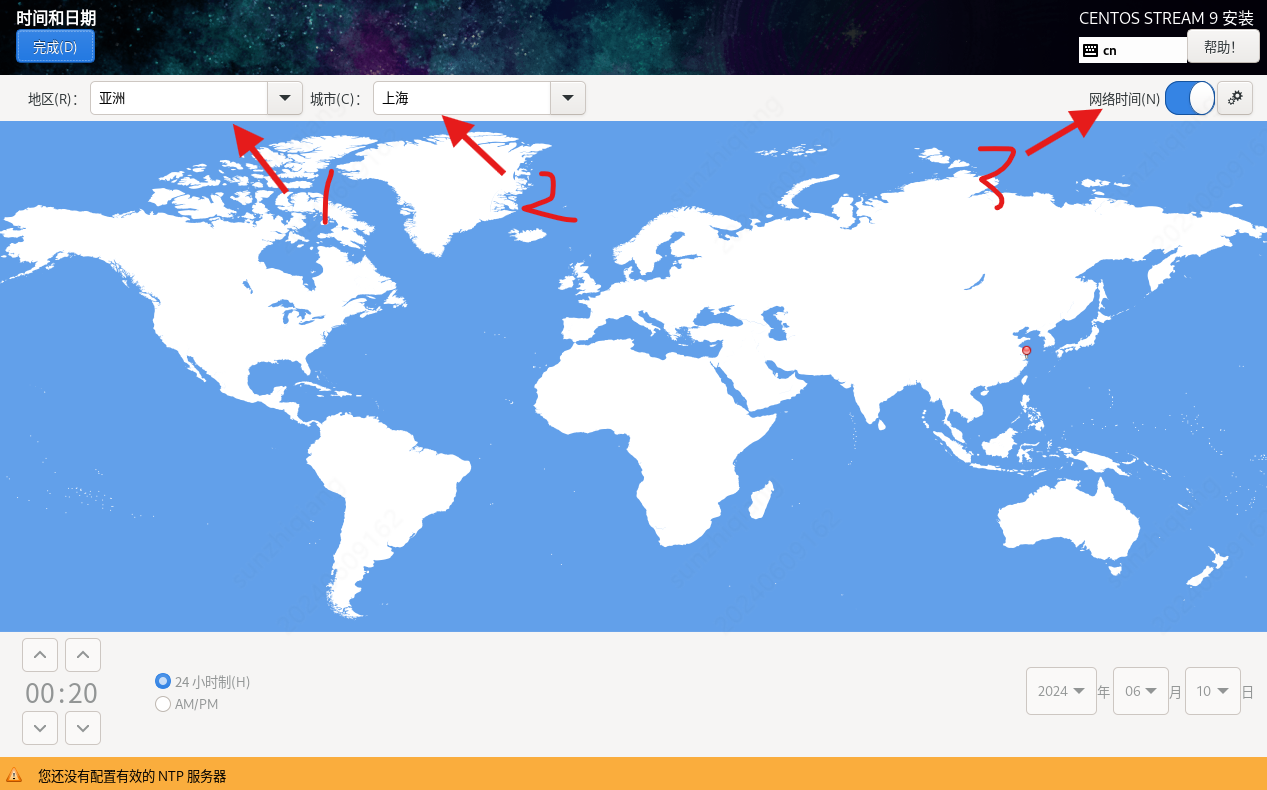 时间和日期
CENTOS STREAM 9 安装
完成(D)
cn
帮助!
地区(R):
亚洲
城市(C):
上海
网络时间(N)
1
2
3
00:20
24 小时制(H)
AM/PM
2024
年
06
月
10
日
您还没有配置有效的 NTP 服务器